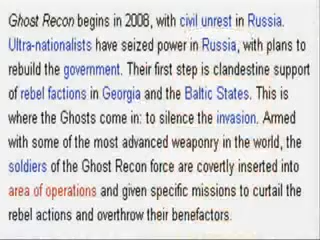 Ghost Recon begins in 2008, with civil unrest in Russia.
Ultra-nationalists have seized power in Russia, with plans to
rebuild the government. Their first step is clandestine support
of rebel factions in Georgia and the Baltic States. This is
where the Ghosts come in: to silence the invasion. Armed
with some of the most advanced weaponry in the world, the
soldiers of the Ghost Recon force are covertly inserted into
area of operations and given specific missions to curtail the
rebel actions and overthrow their benefactors.